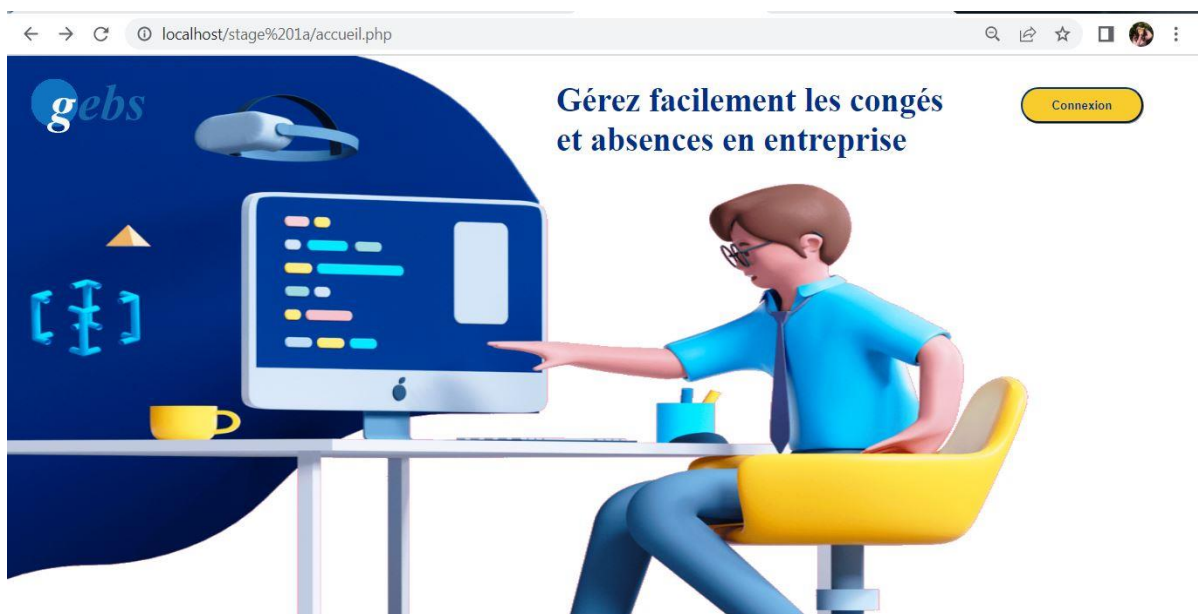 localhost/stage%201a/accueil.php
gebs
Gérez facilement les congés
et absences en entreprise
Connexion